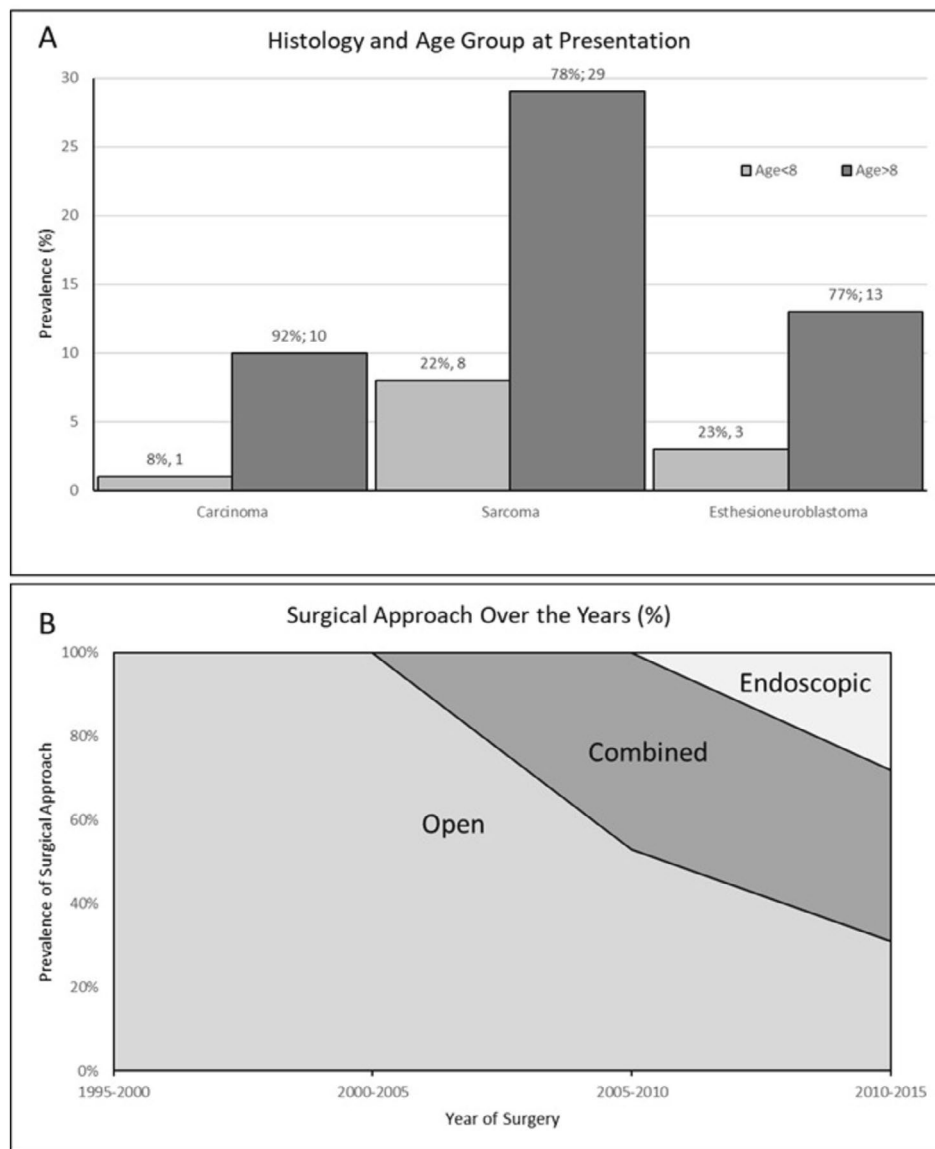 A
Histology and Age Group at Presentation
Prevalence (%)
30
25
20
15
10
5
0
78%; 29
Age<8 Age>8
77%; 13
92%; 10
22%, 8
23%, 3
8%, 1
Carcinoma Sarcoma Esthesioneuroblastoma
B
Surgical Approach Over the Years (%)
Prevalence of Surgical Approach
100%
80%
60%
40%
20%
0%
Endoscopic
Combined
Open
1995-2000 2000-2005 2005-2010 2010-2015
Year of Surgery